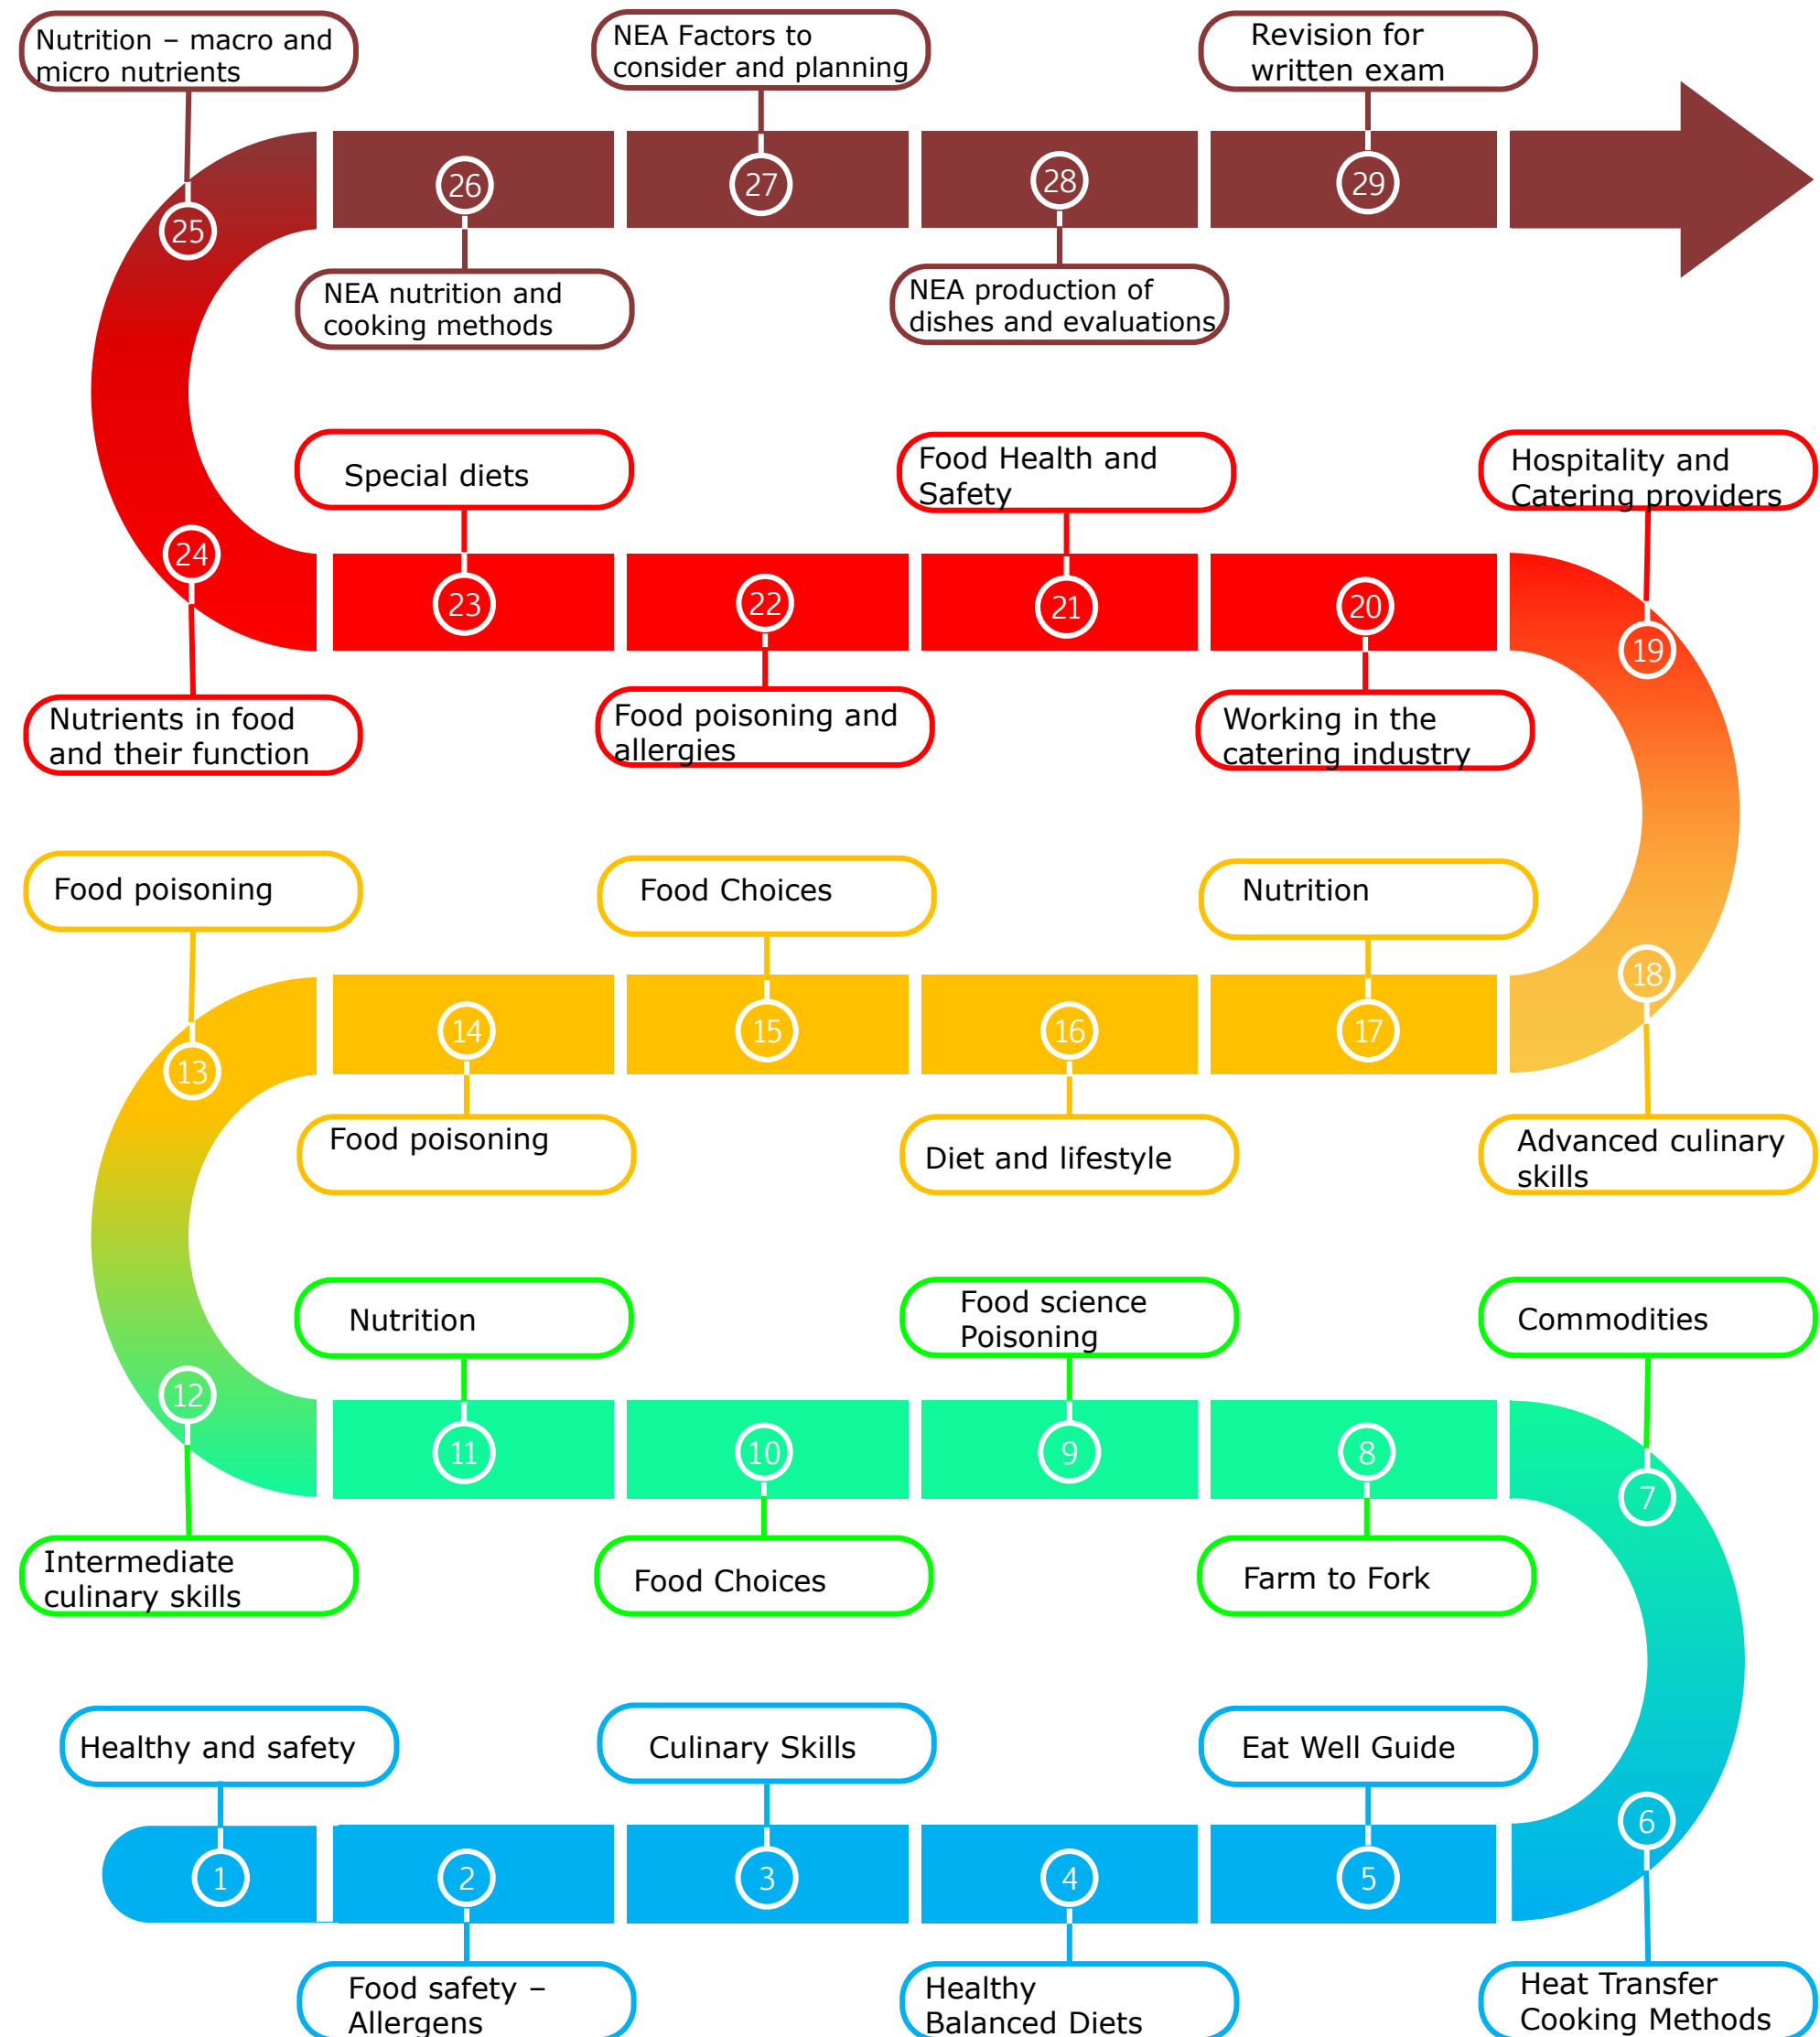 Nutrition – macro and
micro nutrients
NEA Factors to
consider and planning
Revision for
written exam
25
26
27
28
29
NEA nutrition and
cooking methods
NEA production of
dishes and evaluations
Special diets
Food Health and
Safety
Hospitality and
Catering providers
24
23
22
21
20
19
Nutrients in food
and their function
Food poisoning and
allergies
Working in the
catering industry
Food poisoning
Food Choices
Nutrition
13
14
15
16
17
18
Food poisoning
Diet and lifestyle
Advanced culinary
skills
Nutrition
Food science
Poisoning
Commodities
12
11
10
9
8
7
Intermediate
culinary skills
Food Choices
Farm to Fork
Healthy and safety
Culinary Skills
Eat Well Guide
1
2
3
4
5
6
Food safety –
Allergens
Healthy
Balanced Diets
Heat Transfer
Cooking Methods